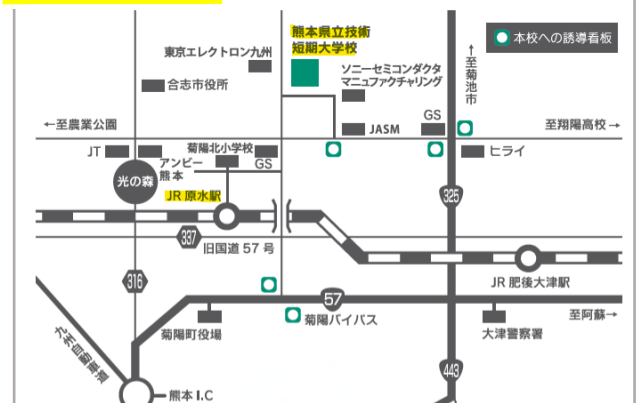 熊本県立技術
短期大学校
本校への誘導看板
東京エレクトロン九州
合志市役所
ソニーセミコンダクタ
マニュファクチャリング
↑至菊池市
GS
JASM
←至農業公園
至翔陽高校→
JT
菊陽北小学校
アンビー
熊本
GS
ヒライ
光の森
JR 原水駅
325
337
旧国道57号
316
JR 肥後大津駅
57
菊陽バイパス
至阿蘇→
菊陽町役場
大津警察署
九州自動車道
443
熊本I.C